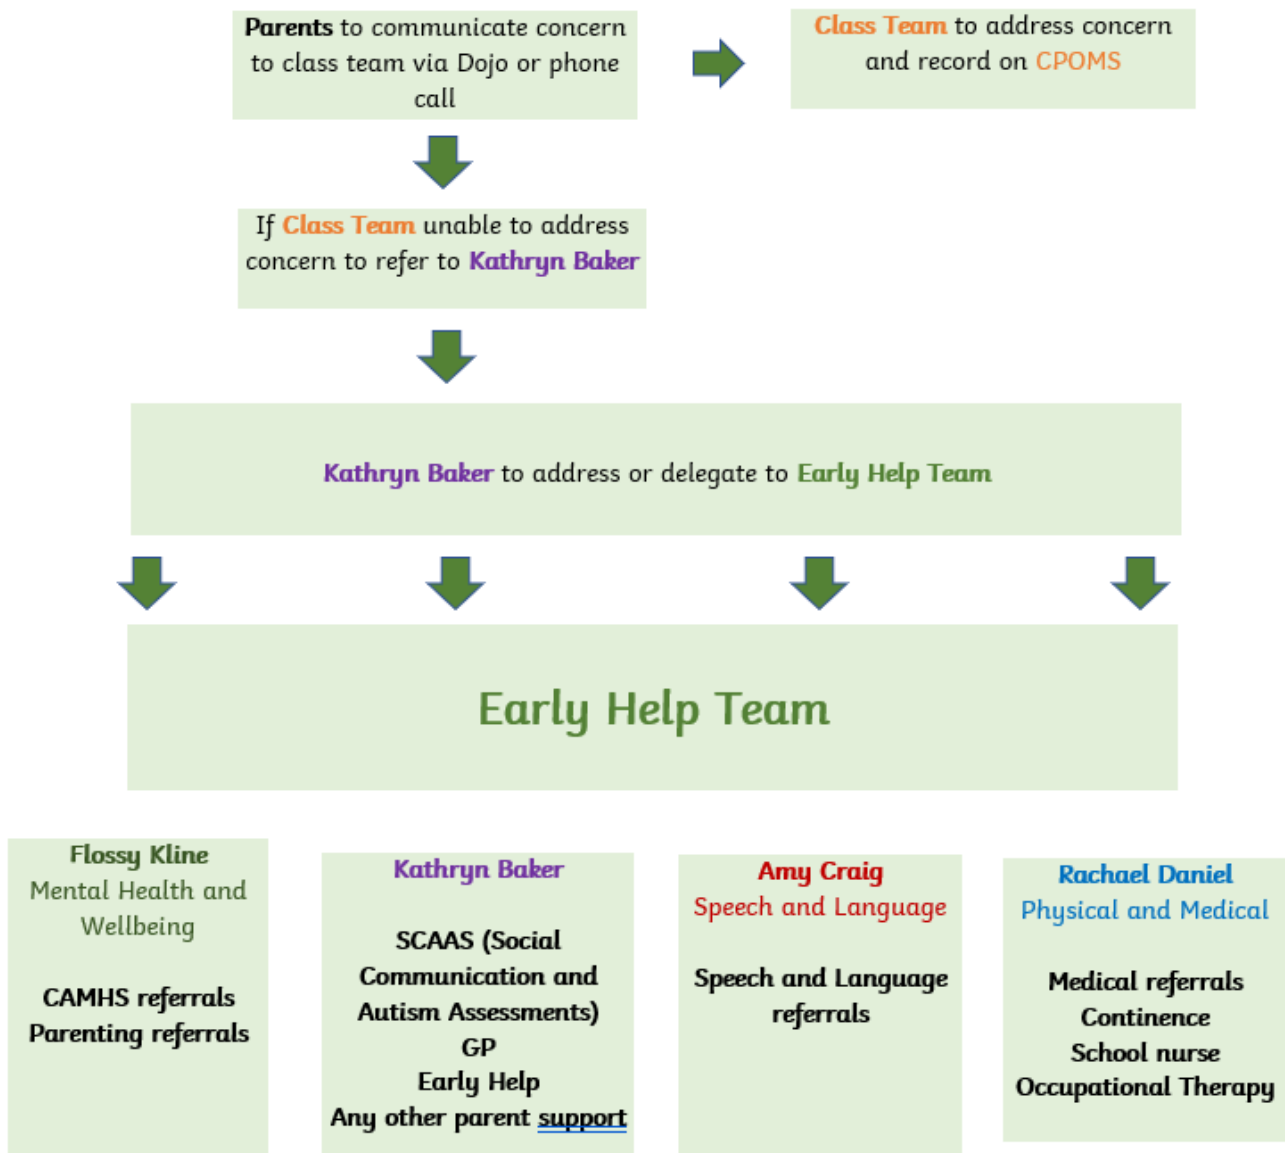 Parents to communicate concern
to class team via Dojo or phone
call
Class Team to address concern
and record on CPOMS
If Class Team unable to address
concern to refer to Kathryn Baker
Kathryn Baker to address or delegate to Early Help Team
Early Help Team
Flossy Kline
Mental Health and
Wellbeing
CAMHS referrals
Parenting referrals
Kathryn Baker
SCAAS (Social
Communication and
Autism Assessments)
GP
Early Help
Any other parent support
Amy Craig
Speech and Language
Speech and Language
referrals
Rachael Daniel
Physical and Medical
Medical referrals
Continence
School nurse
Occupational Therapy